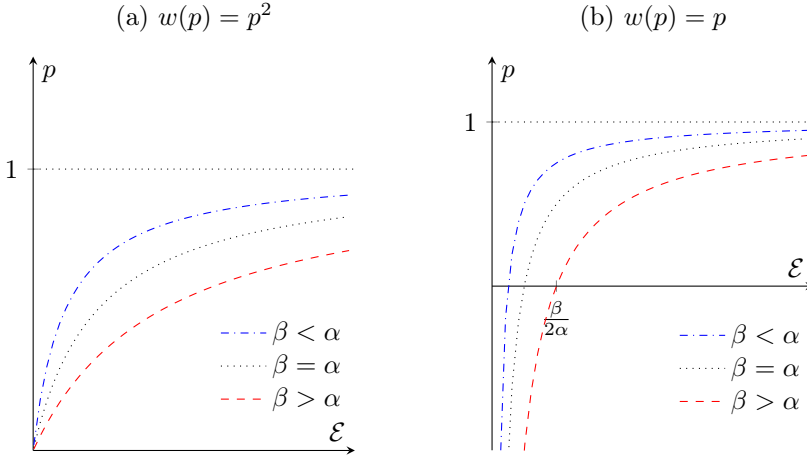 (a) w(p) = p²
p
1
β < α
β = α
β > α
ℰ
(b) w(p) = p
p
1
ℰ
β/2α
β < α
β = α
β > α